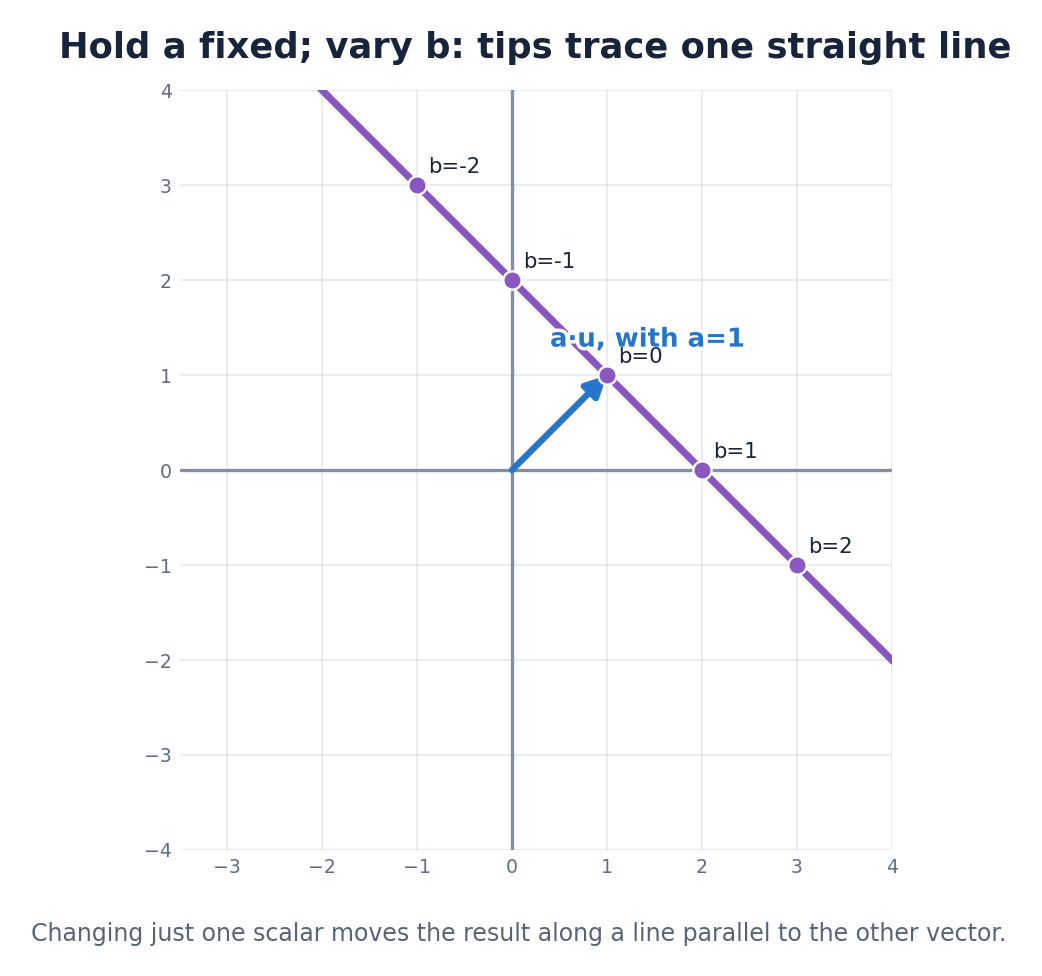 Hold a fixed; vary b: tips trace one straight line
4
b=-2
3
b=-1
2
a·u, with a=1
b=0
1
b=1
0
b=2
−1
−2
−3
−4
−3 −2 −1 0 1 2 3 4
Changing just one scalar moves the result along a line parallel to the other vector.